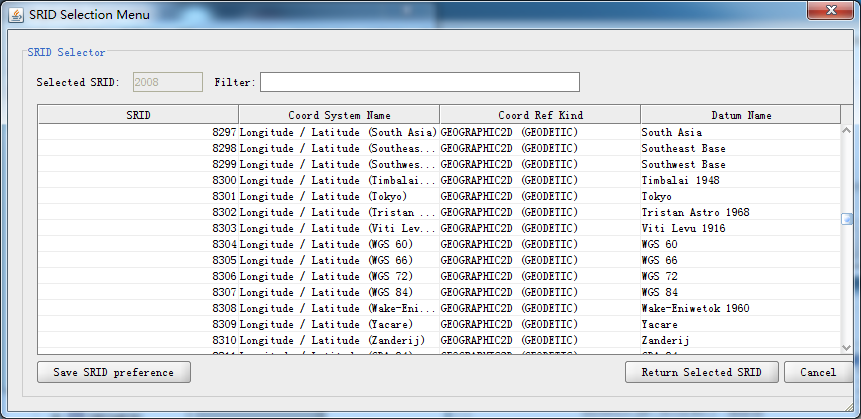 SRID Selection Menu
SRID Selector
Selected SRID: 2008 Filter:
SRID Coord System Name Coord Ref Kind Datum Name
8297 Longitude / Latitude (South Asia) GEOGRAPHIC2D (GEODETIC) South Asia
8298 Longitude / Latitude (Southeas... GEOGRAPHIC2D (GEODETIC) Southeast Base
8299 Longitude / Latitude (Southwes... GEOGRAPHIC2D (GEODETIC) Southwest Base
8300 Longitude / Latitude (Timbalai... GEOGRAPHIC2D (GEODETIC) Timbalai 1948
8301 Longitude / Latitude (Tokyo) GEOGRAPHIC2D (GEODETIC) Tokyo
8302 Longitude / Latitude (Tristan ... GEOGRAPHIC2D (GEODETIC) Tristan Astro 1968
8303 Longitude / Latitude (Viti Lev... GEOGRAPHIC2D (GEODETIC) Viti Levu 1916
8304 Longitude / Latitude (WGS 60) GEOGRAPHIC2D (GEODETIC) WGS 60
8305 Longitude / Latitude (WGS 66) GEOGRAPHIC2D (GEODETIC) WGS 66
8306 Longitude / Latitude (WGS 72) GEOGRAPHIC2D (GEODETIC) WGS 72
8307 Longitude / Latitude (WGS 84) GEOGRAPHIC2D (GEODETIC) WGS 84
8308 Longitude / Latitude (Wake-Eni... GEOGRAPHIC2D (GEODETIC) Wake-Eniwetok 1960
8309 Longitude / Latitude (Yacare) GEOGRAPHIC2D (GEODETIC) Yacare
8310 Longitude / Latitude (Zanderij) GEOGRAPHIC2D (GEODETIC) Zanderij
Save SRID preference Return Selected SRID Cancel